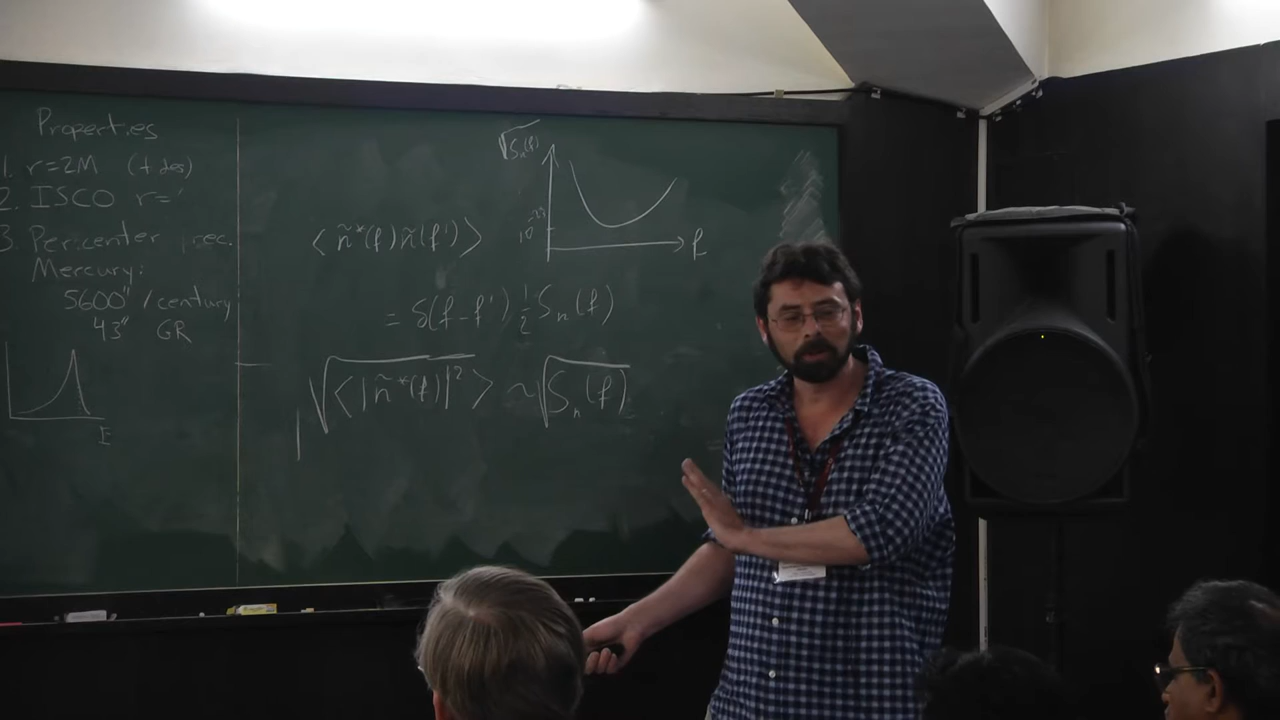 Properties
1. r=2M (+ des)
2. ISCO r=
3. Pericenter prec.
Mercury:
5600" /century
43" GR
E
√Sₙ(f)
10⁻²³
f
⟨ñ*(f)ñ(f')⟩
= δ(f-f') ½ Sₙ(f)
√⟨|ñ*(f)|²⟩ ~ √Sₙ(f)